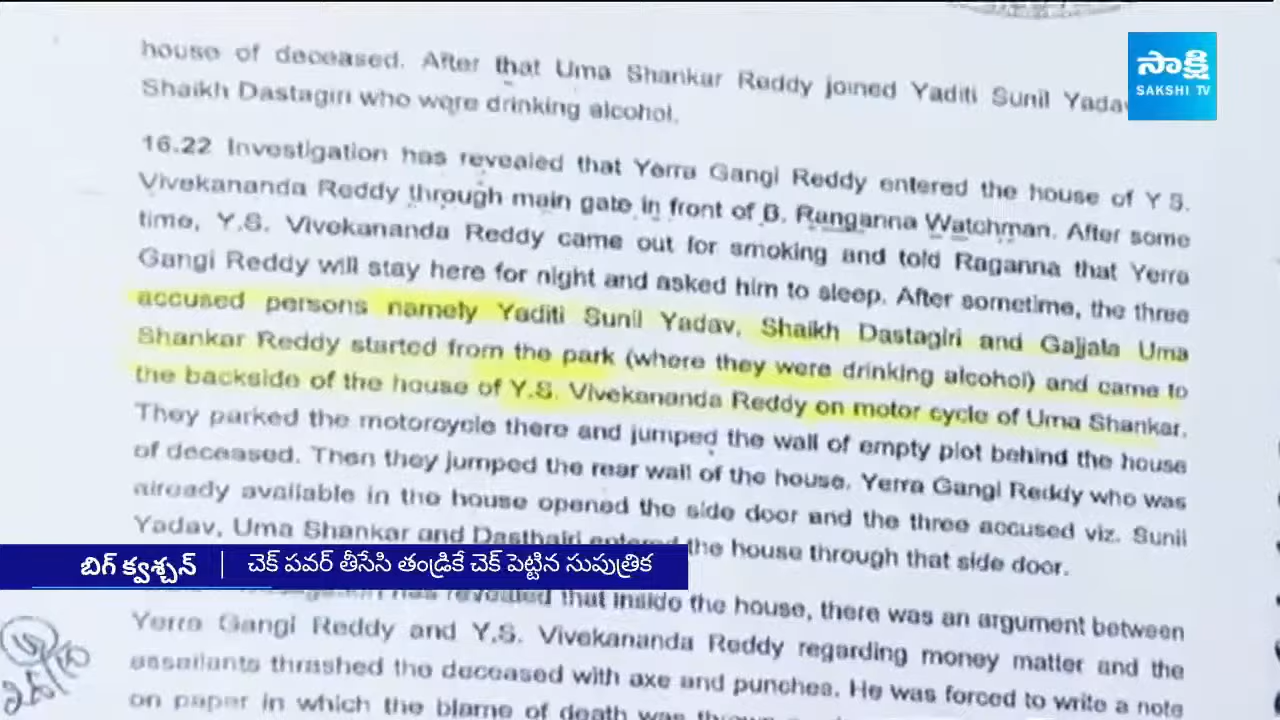 house of deceased. After that Uma Shankar Reddy joined Yaditi Sunil
Shaikh Dastagiri who were drinking alcohol.
సాక్షి
SAKSHI TV
16.22 Investigation has revealed that Yerra Gangi Reddy entered the house of Y S.
Vivekananda Reddy through main gate in front of B. Ranganna Watchman. After some
time, Y.S. Vivekananda Reddy came out for smoking and told Raganna that Yerra
Gangi Reddy will stay here for night and asked him to sleep. After sometime, the three
accused persons namely Yaditi Sunil Yadav, Shaikh Dastagiri and Gajjala Uma
Shankar Reddy started from the park (where they were drinking alcohol) and came to
the backside of the house of Y.S. Vivekananda Reddy on motor cycle of Uma Shankar.
They parked the motorcycle there and jumped the wall of empty plot behind the house
of deceased. Then they jumped the rear wall of the house. Yerra Gangi Reddy who was
already available in the house opened the side door and the three accused viz. Sunil
Yadav, Uma Shankar and Dasthairi entered the house through that side door.
బిగ్ క్వశ్చన్ | చెక్ పవర్ తీసేసి తండ్రికే చెక్ పెట్టిన సుపుత్రిక
has revealed that inside the house, there was an argument between
Yerra Gangi Reddy and Y.S. Vivekananda Reddy regarding money matter and the
assailants thrashed the deceased with axe and punches. He was forced to write a note
on paper in which the blame of death was